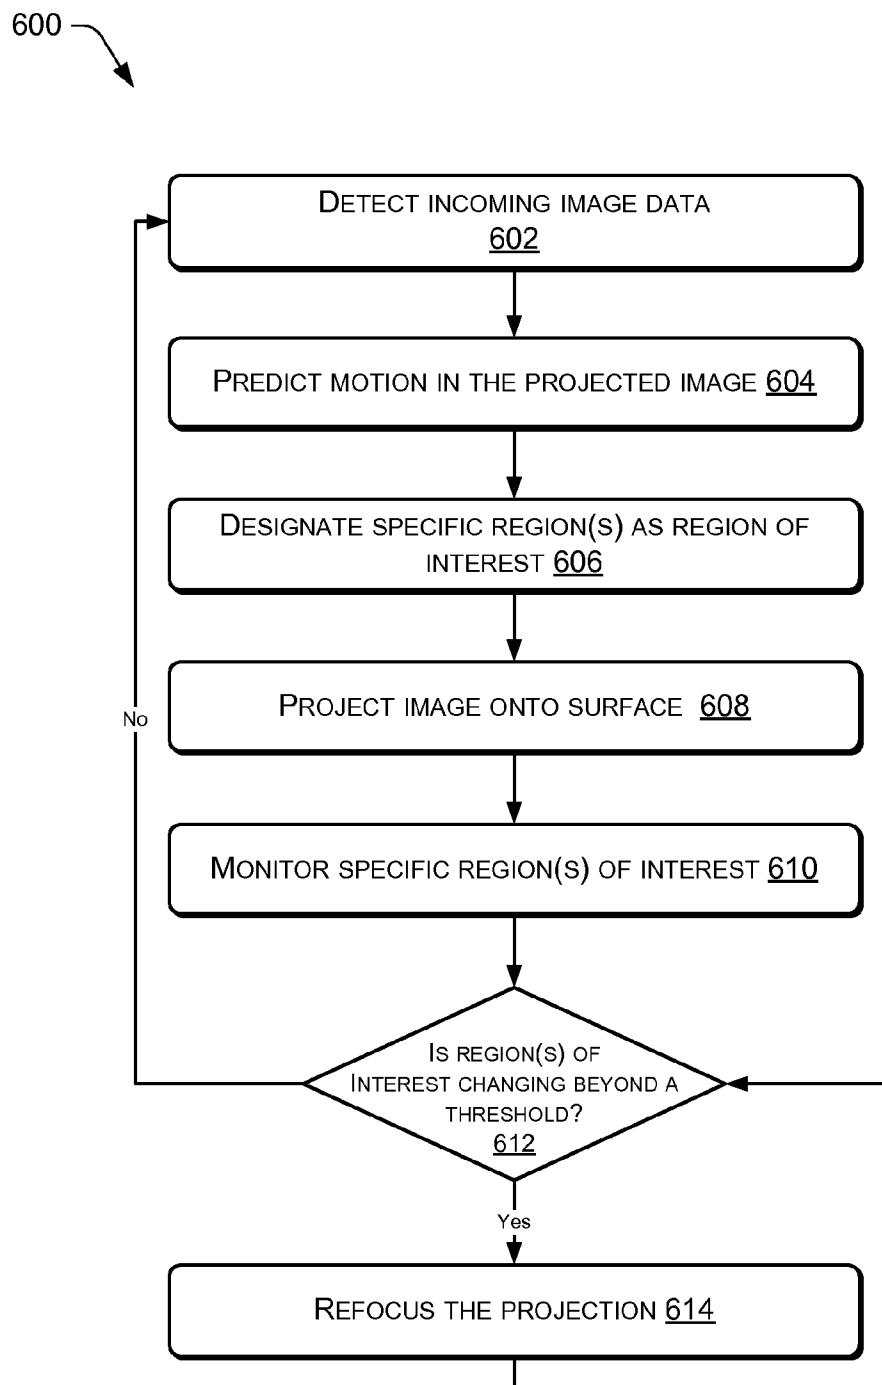 600
DETECT INCOMING IMAGE DATA
602
PREDICT MOTION IN THE PROJECTED IMAGE 604
DESIGNATE SPECIFIC REGION(S) AS REGION OF
INTEREST 606
PROJECT IMAGE ONTO SURFACE 608
No
MONITOR SPECIFIC REGION(S) OF INTEREST 610
IS REGION(S) OF
INTEREST CHANGING BEYOND A
THRESHOLD?
612
Yes
REFOCUS THE PROJECTION 614